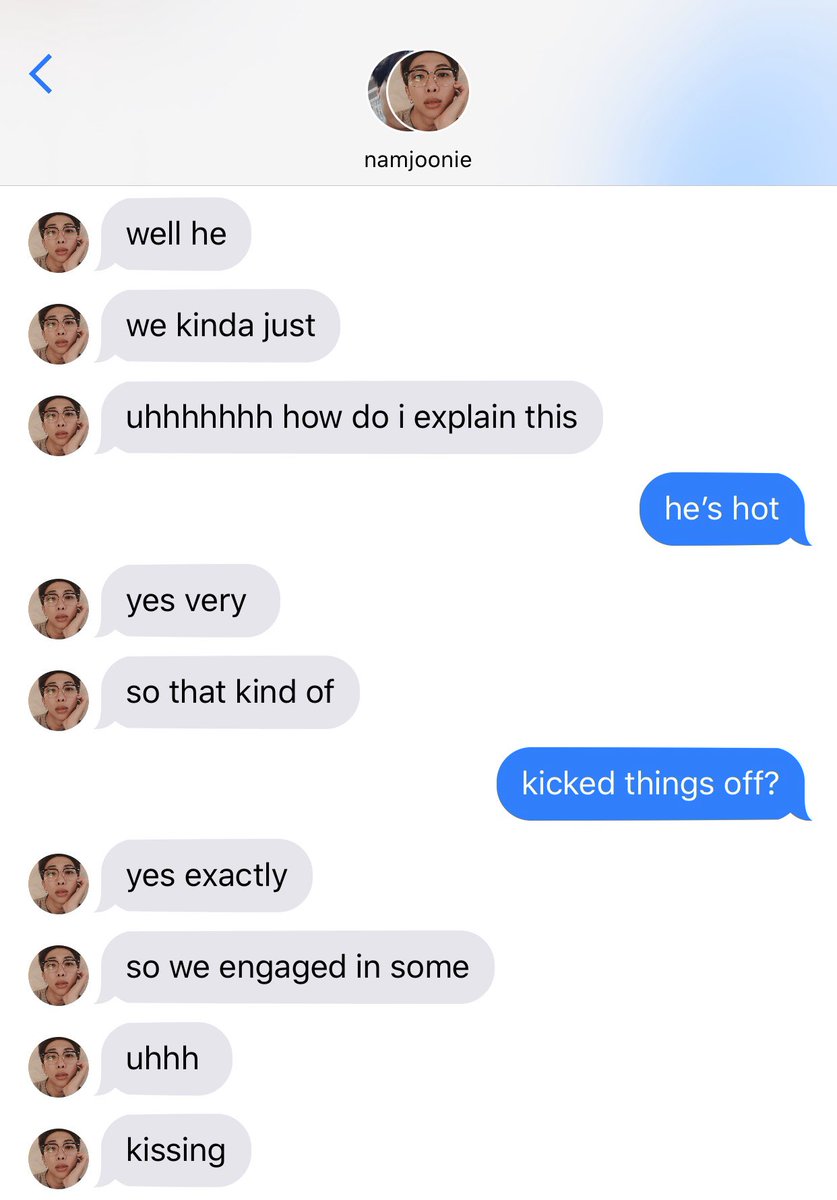 namjoonie
well he
we kinda just
uhhhhhhh how do i explain this
he’s hot
yes very
so that kind of
kicked things off?
yes exactly
so we engaged in some
uhhh
kissing